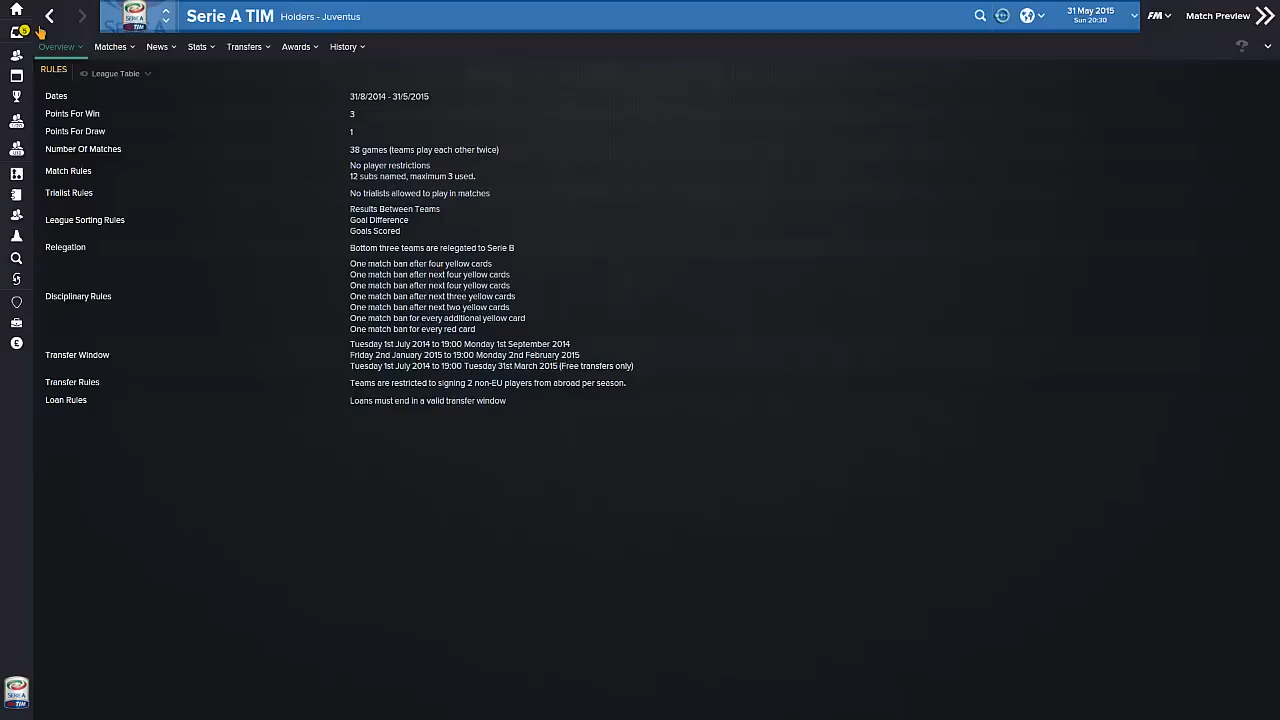 Serie A TIM Holders - Juventus
31 May 2015
Sun 20:30
FM
Match Preview
5
Overview Matches News Stats Transfers Awards History
RULES League Table
Dates 31/8/2014 - 31/5/2015
Points For Win 3
Points For Draw 1
Number Of Matches 38 games (teams play each other twice)
Match Rules No player restrictions
12 subs named, maximum 3 used.
Trialist Rules No trialists allowed to play in matches
League Sorting Rules Results Between Teams
Goal Difference
Goals Scored
Relegation Bottom three teams are relegated to Serie B
Disciplinary Rules One match ban after four yellow cards
One match ban after next four yellow cards
One match ban after next four yellow cards
One match ban after next three yellow cards
One match ban after next two yellow cards
One match ban for every additional yellow card
One match ban for every red card
Transfer Window Tuesday 1st July 2014 to 19:00 Monday 1st September 2014
Friday 2nd January 2015 to 19:00 Monday 2nd February 2015
Tuesday 1st July 2014 to 19:00 Tuesday 31st March 2015 (Free transfers only)
Transfer Rules Teams are restricted to signing 2 non-EU players from abroad per season.
Loan Rules Loans must end in a valid transfer window
SERIE A
TIM